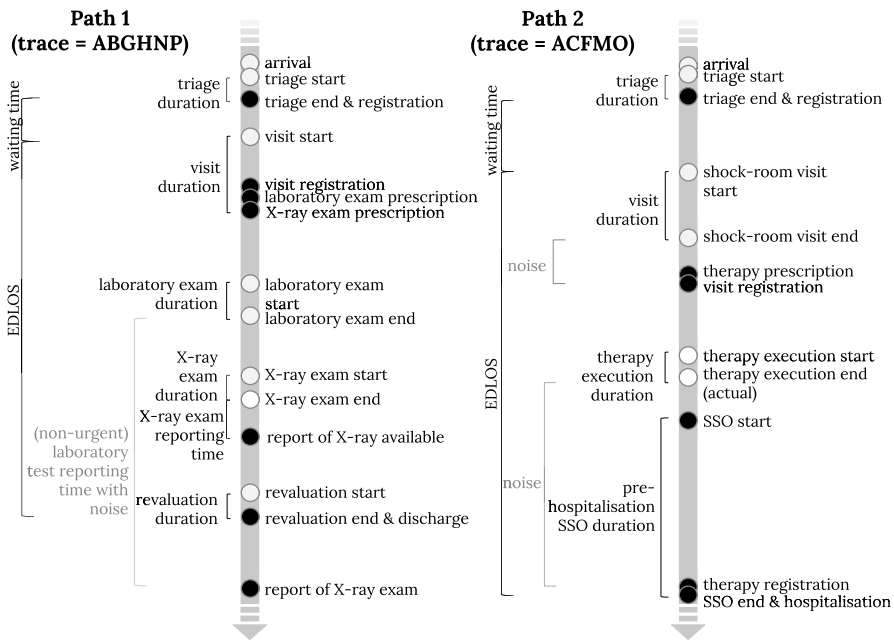 Path 1
(trace = ABGHNP)
arrival
triage start
triage
duration
triage end & registration
waiting time
visit start
visit
duration
visit registration
laboratory exam prescription
X-ray exam prescription
EDLOS
laboratory exam
duration
laboratory exam
start
laboratory exam end
X-ray
exam
duration
X-ray exam start
X-ray exam end
X-ray exam
reporting
time
report of X-ray available
(non-urgent)
laboratory
test reporting
time with
noise
revaluation
duration
revaluation start
revaluation end & discharge
report of X-ray exam
Path 2
(trace = ACFMO)
arrival
triage start
triage
duration
triage end & registration
waiting time
shock-room visit
start
visit
duration
shock-room visit end
noise
therapy prescription
visit registration
EDLOS
therapy
execution
duration
therapy execution start
therapy execution end
(actual)
SSO start
noise
pre-
hospitalisation
SSO duration
therapy registration
SSO end & hospitalisation